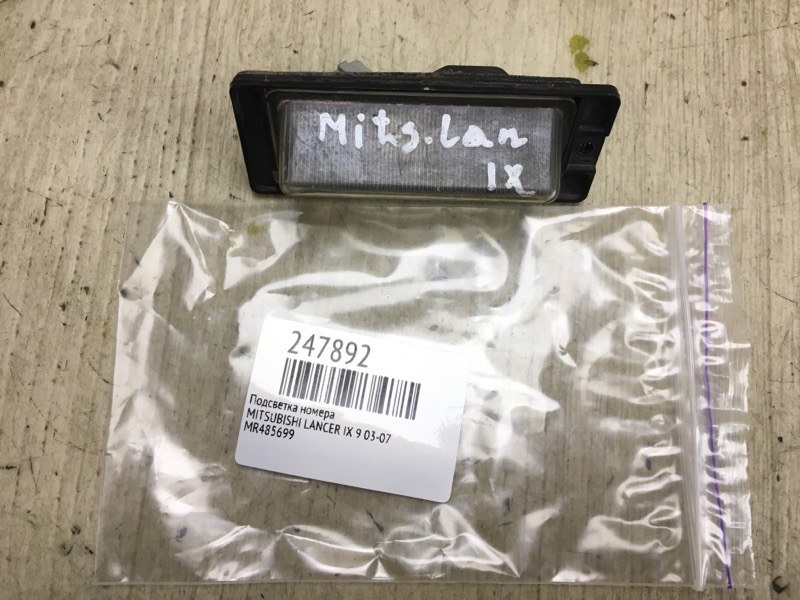 Mits.Lan
IX
247892
Подсветка номера
MITSUBISHI LANCER IX 9 03-07
MR485699